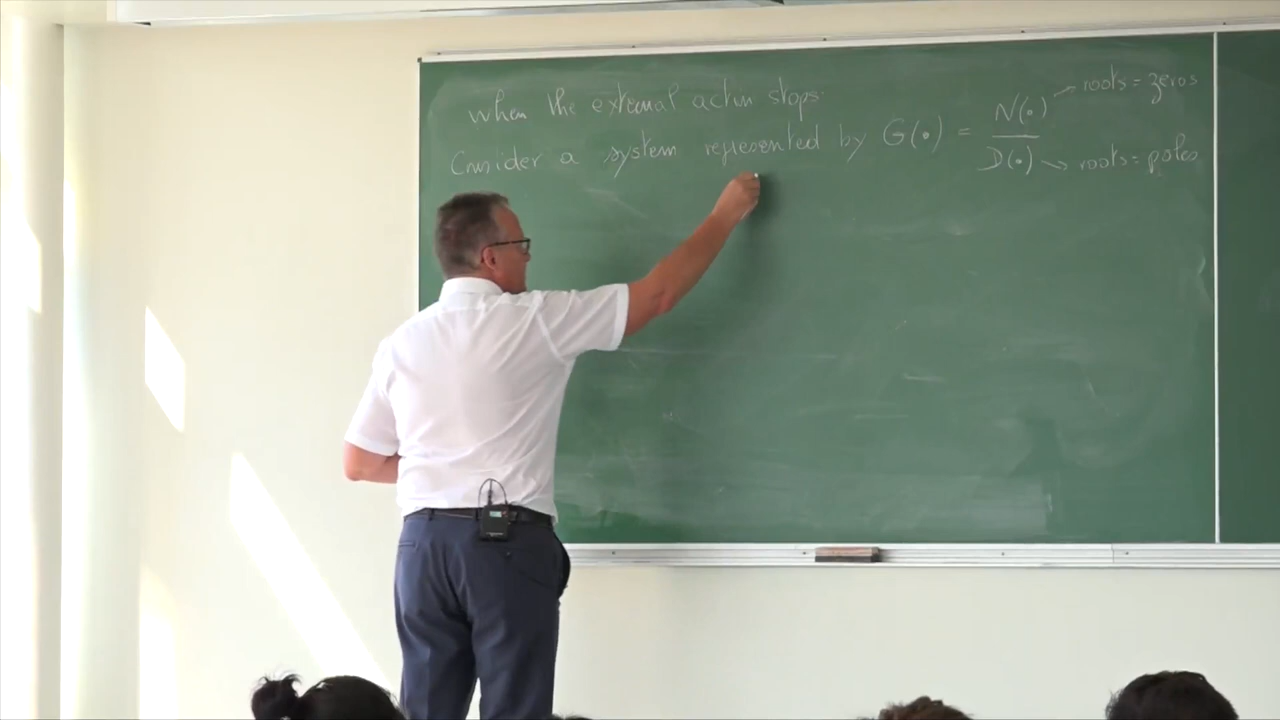 when the external action stops.
Consider a system represented by G(•) = N(•) / D(•)
→ roots = zeros
→ roots = poles